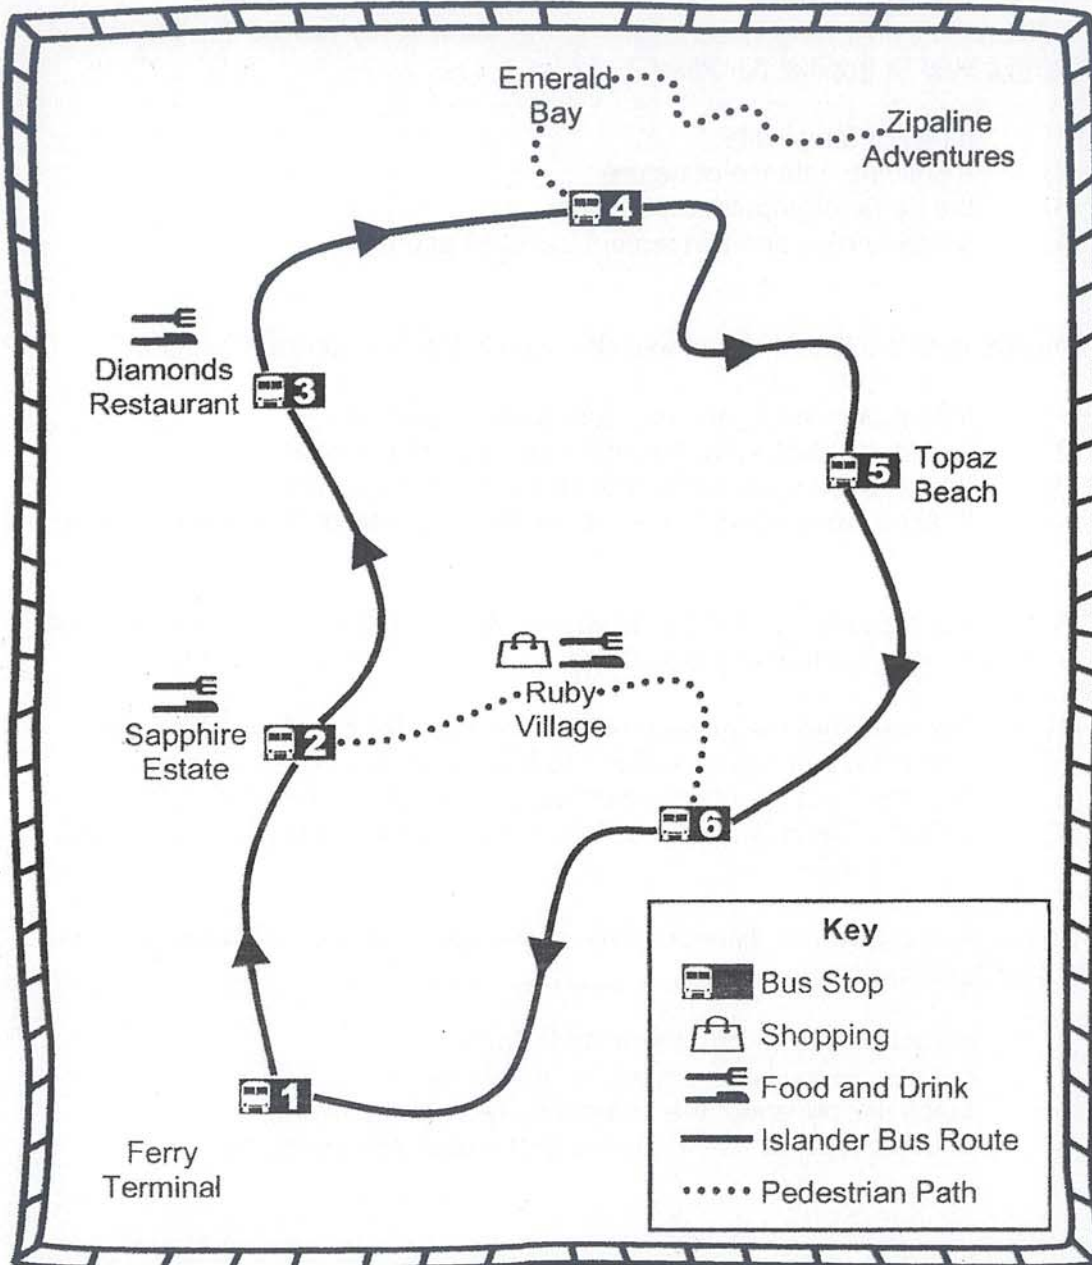 Emerald
Bay
Zipaline
Adventures
4
Diamonds
Restaurant
3
5
Topaz
Beach
Ruby
Village
Sapphire
Estate
2
6
1
Ferry
Terminal
Key
Bus Stop
Shopping
Food and Drink
Islander Bus Route
Pedestrian Path